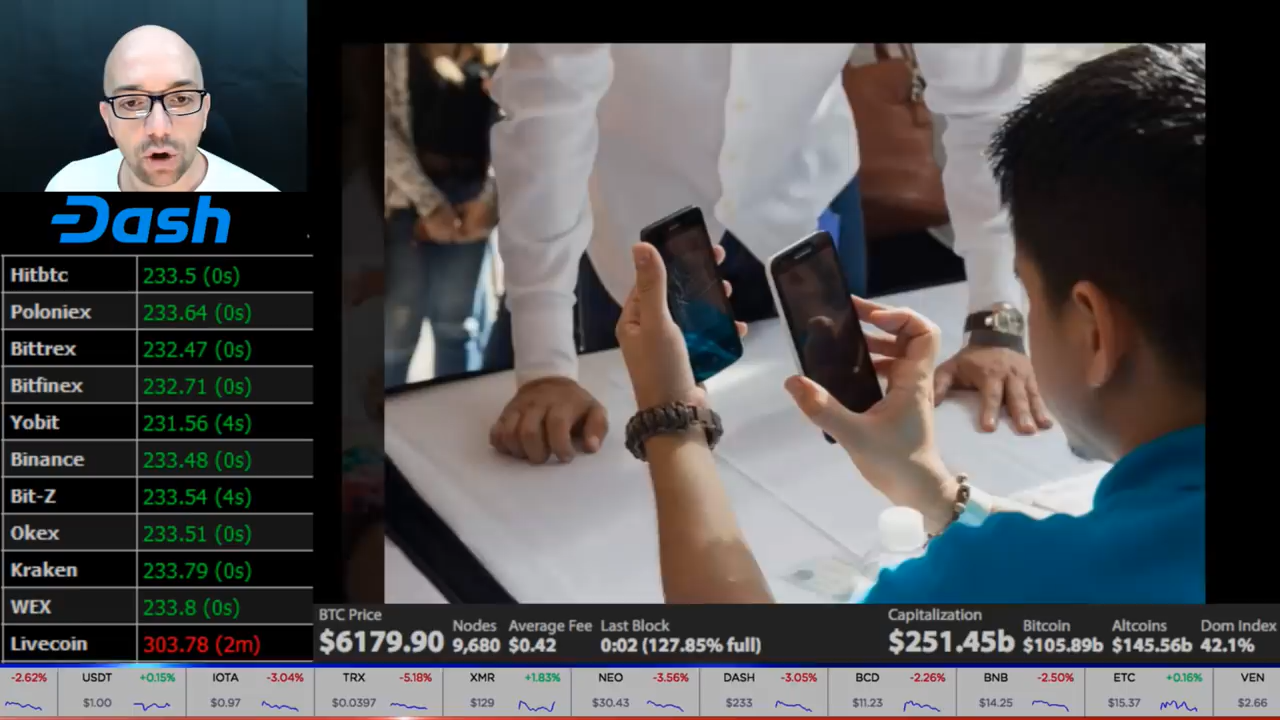 Dash
Hitbtc 233.5 (0s)
Poloniex 233.64 (0s)
Bittrex 232.47 (0s)
Bitfinex 232.71 (0s)
Yobit 231.56 (4s)
Binance 233.48 (0s)
Bit-Z 233.54 (4s)
Okex 233.51 (0s)
Kraken 233.79 (0s)
WEX 233.8 (0s)
Livecoin 303.78 (2m)
BTC Price Nodes Average Fee Last Block Capitalization Bitcoin Altcoins Dom Index
$6179.90 9,680 $0.42 0:02 (127.85% full) $251.45b $105.89b $145.56b 42.1%
-2.62% USDT +0.15% IOTA -3.04% TRX -5.18% XMR +1.83% NEO -3.56% DASH -3.05% BCD -2.26% BNB -2.50% ETC +0.16% VEN
$1.00 $0.97 $0.0397 $129 $30.43 $233 $11.23 $14.25 $15.37 $2.66